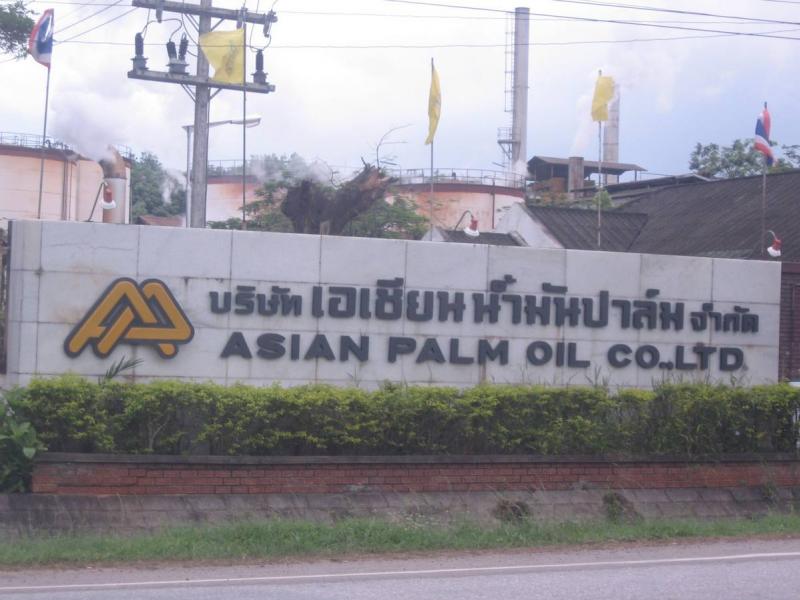 บริษัท เอเชียนน้ำมันปาล์ม จำกัด
ASIAN PALM OIL CO.,LTD.